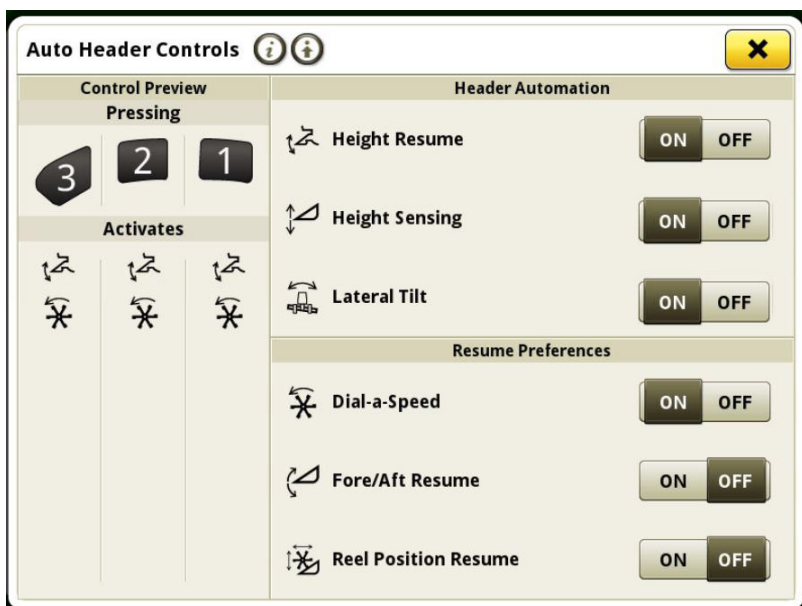 Auto Header Controls
Control Preview
Pressing
3 2 1
Activates
Header Automation
Height Resume ON OFF
Height Sensing ON OFF
Lateral Tilt ON OFF
Resume Preferences
Dial-a-Speed ON OFF
Fore/Aft Resume ON OFF
Reel Position Resume ON OFF